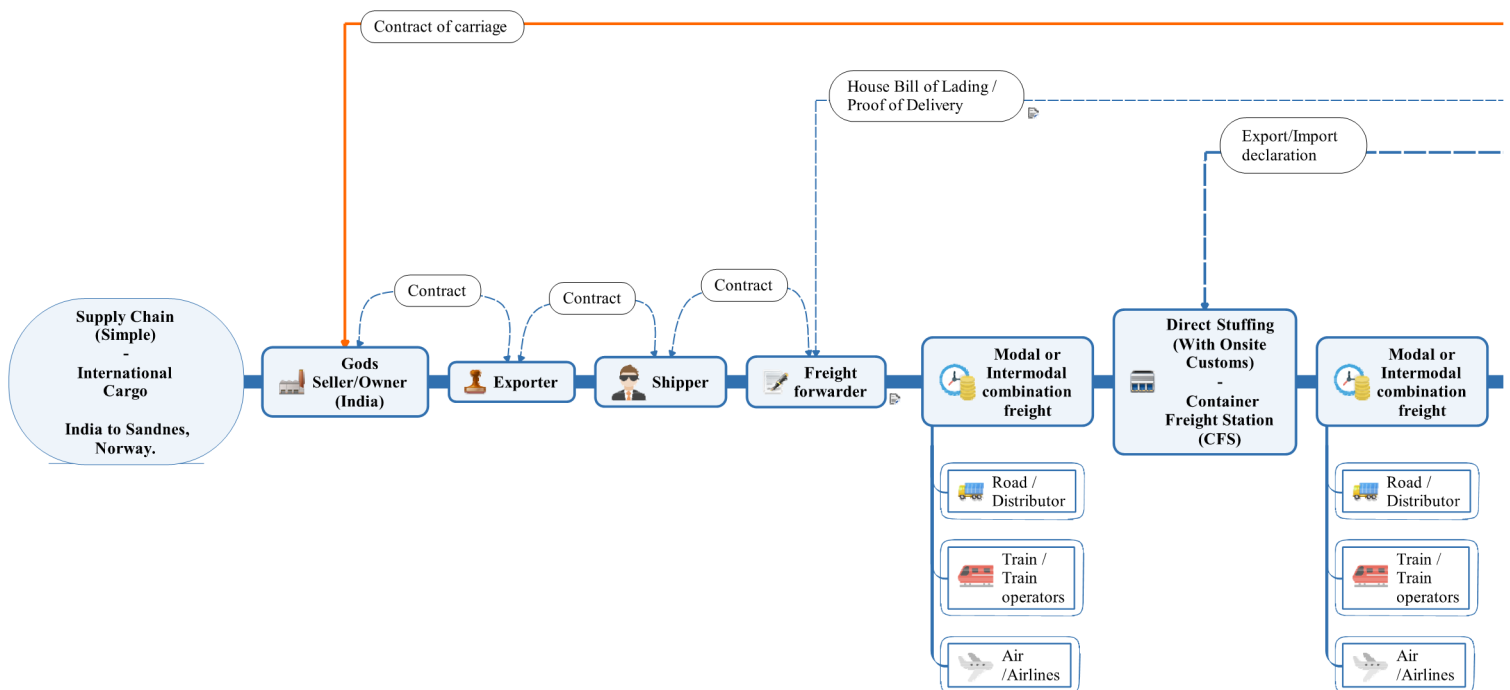 Contract of carriage
House Bill of Lading /
Proof of Delivery
Export/Import
declaration
Contract
Contract
Contract
Supply Chain
(Simple)
-
International
Cargo
India to Sandnes,
Norway.
Gods
Seller/Owner
(India)
Exporter
Shipper
Freight
forwarder
Modal or
Intermodal
combination
freight
Direct Stuffing
(With Onsite
Customs)
-
Container
Freight Station
(CFS)
Modal or
Intermodal
combination
freight
Road /
Distributor
Train /
Train
operators
Air
/Airlines
Road /
Distributor
Train /
Train
operators
Air
/Airlines